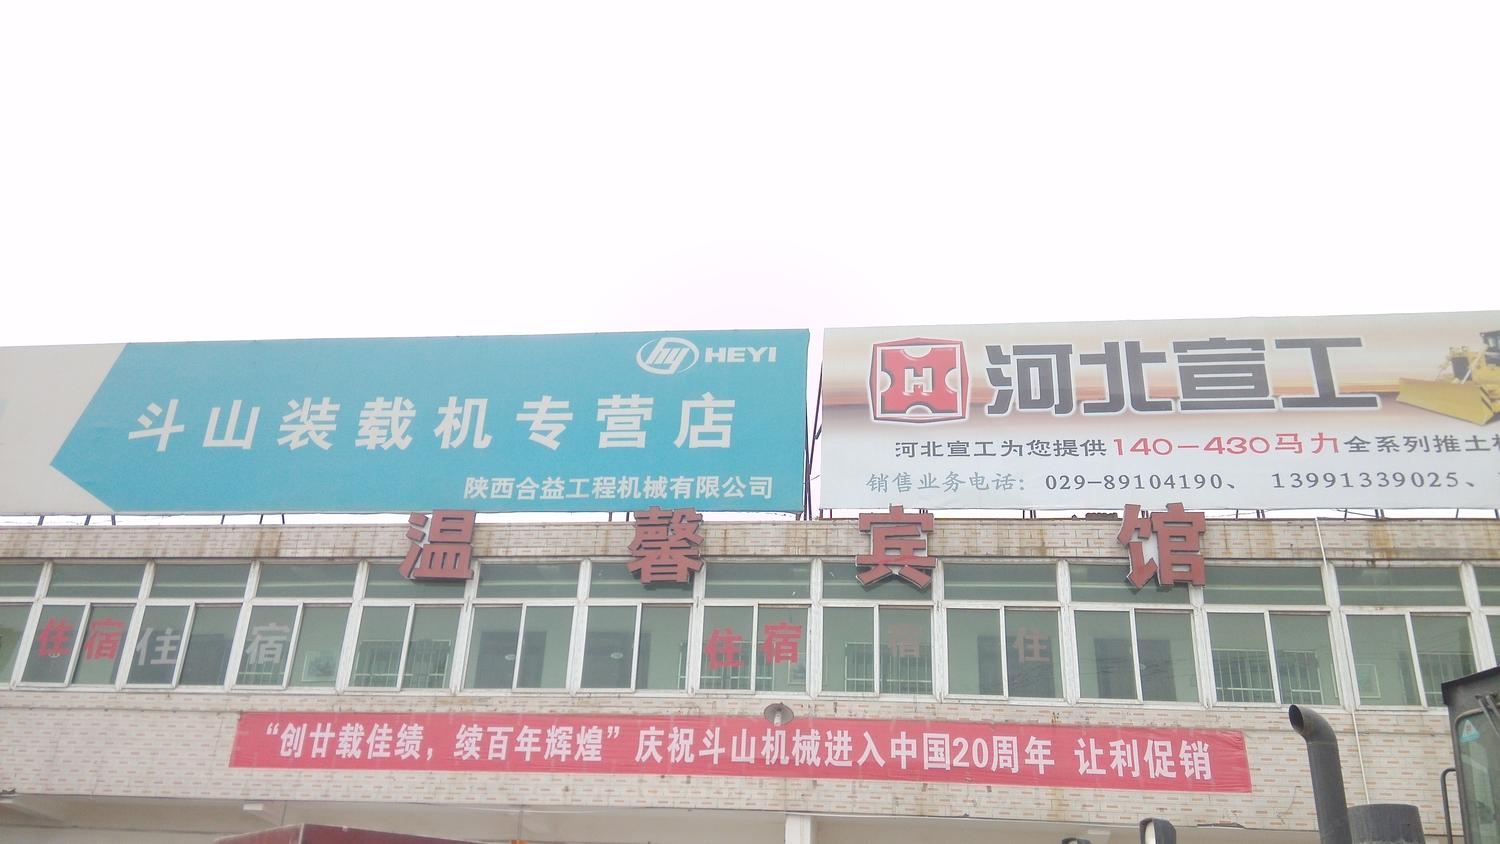 hy HEYI
斗山装载机专营店
陕西合益工程机械有限公司
H 河北宣工
河北宣工为您提供140-430马力全系列推土
销售业务电话：029-89104190、 13991339025、
温馨宾馆
住宿 住宿 住宿 宿住
“创廿载佳绩，续百年辉煌”庆祝斗山机械进入中国20周年 让利促销